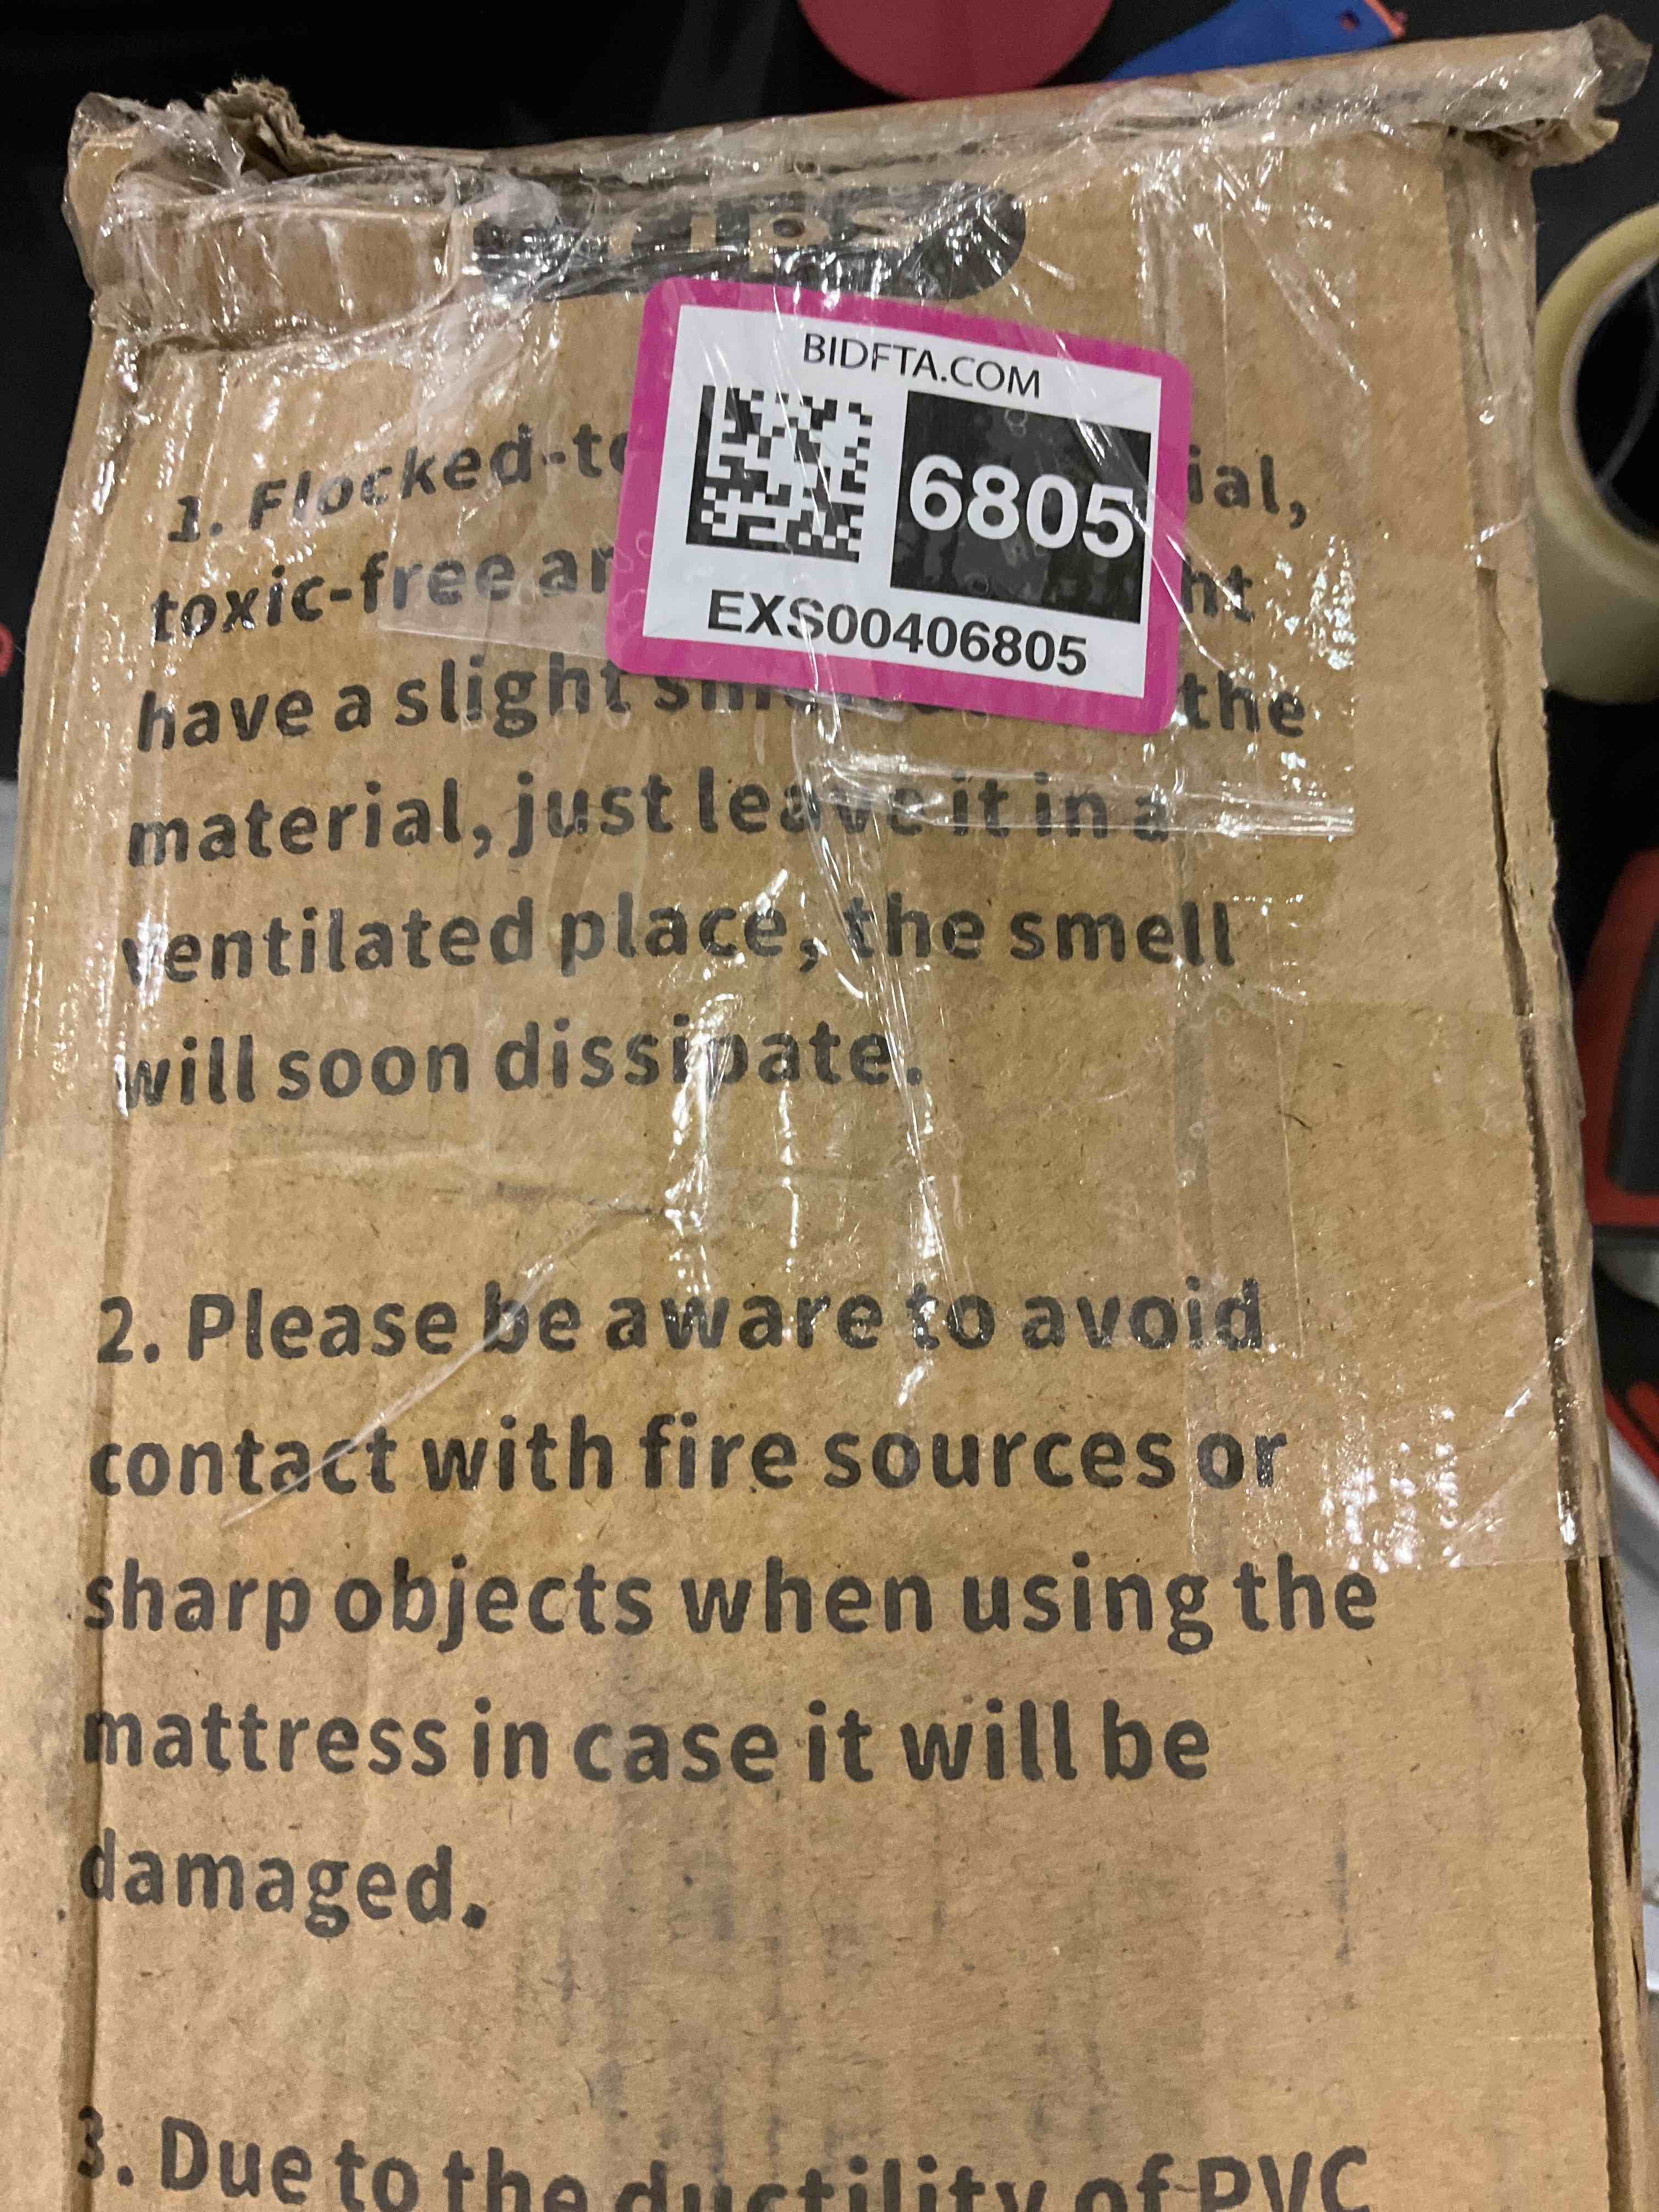 BIDFTA.COM
6805
EXS00406805
1. Flocked-
toxic-free
have a slight the
material, just leave it in a
ventilated place, the smell
will soon dissipate.
2. Please be aware to avoid
contact with fire sources or
sharp objects when using the
mattress in case it will be
damaged.
3. Due to the ductility of PVC